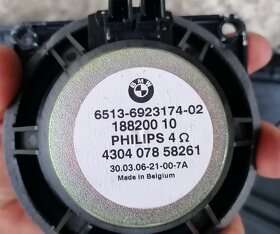 BMW
6513-6923174-02
188200 10
PHILIPS 4 Ω
4304 078 58261
30.03.06-21-00-7A
Made in Belgium